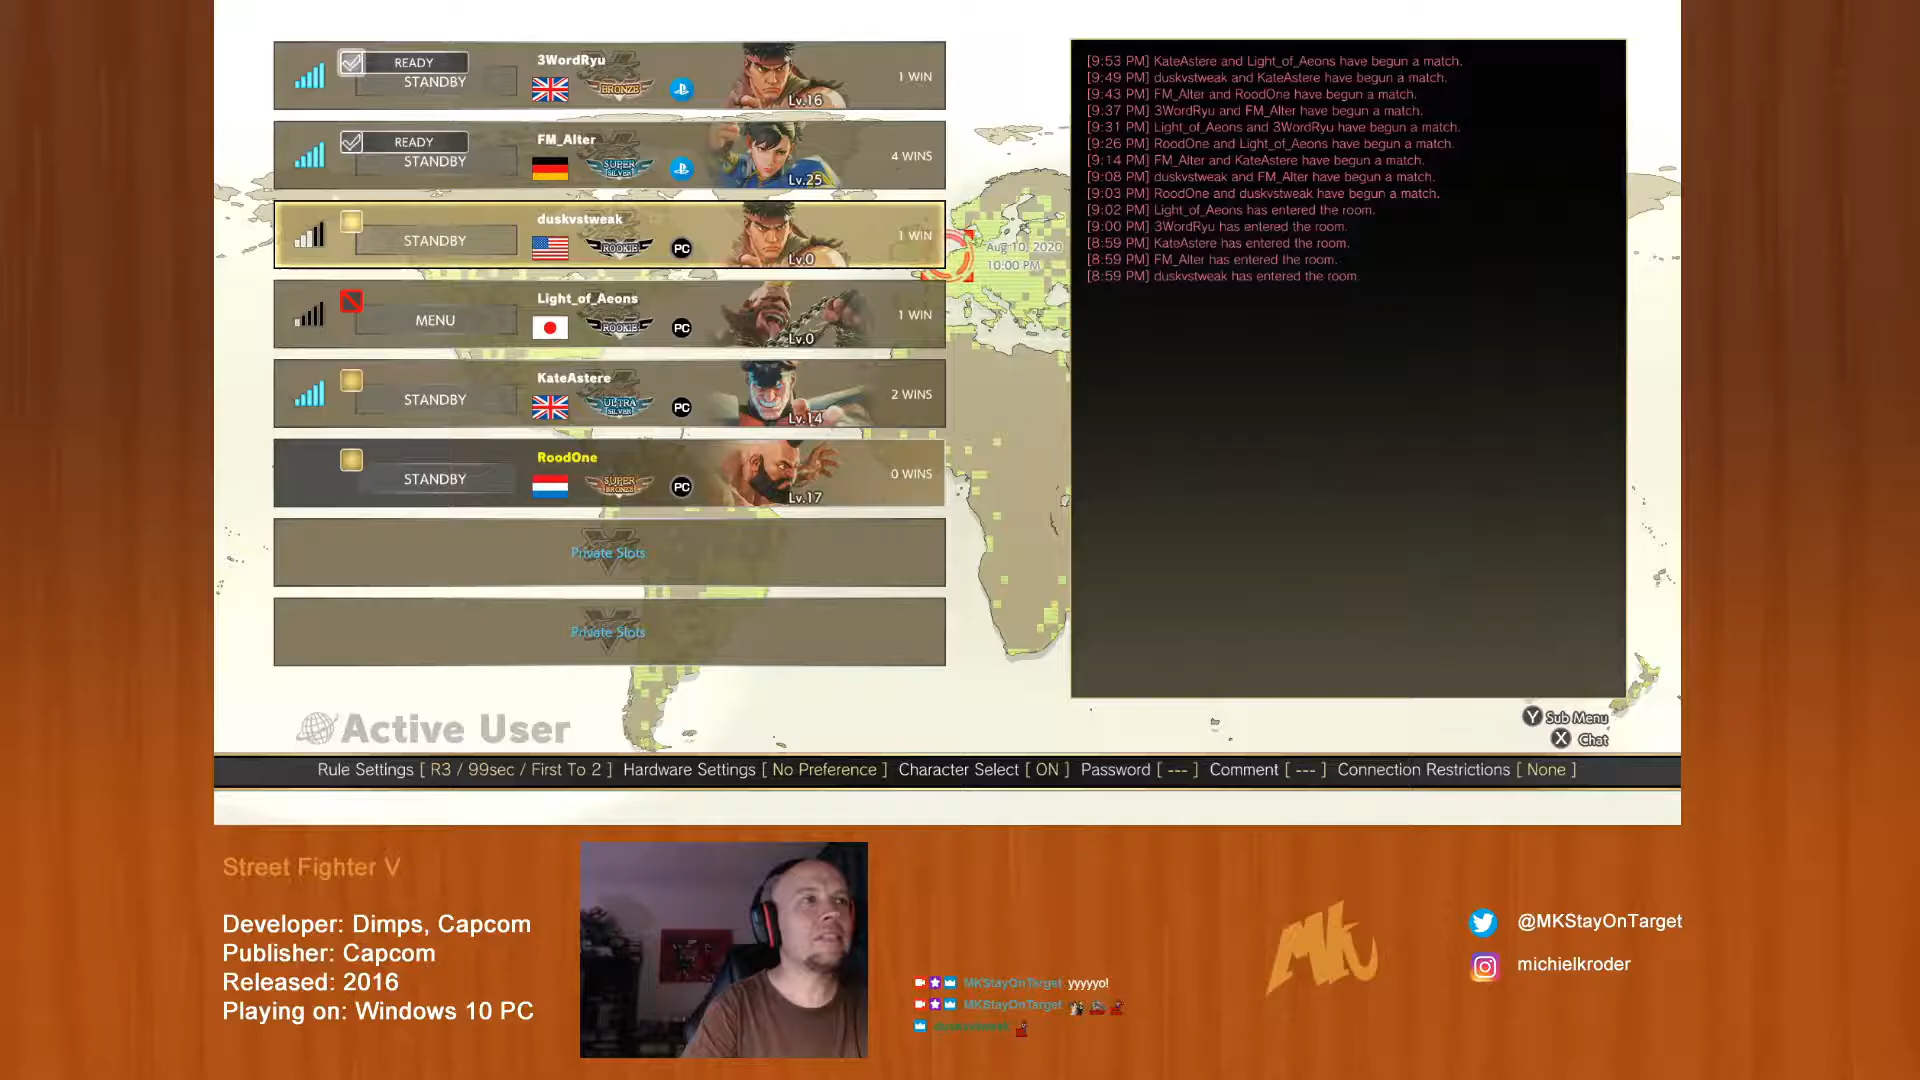 READY
STANDBY
3WordRyu
BRONZE
Lv.16
1 WIN
READY
STANDBY
FM_Alter
SUPER SILVER
Lv.25
4 WINS
STANDBY
duskvstweak
ROOKIE
PC
Lv.0
1 WIN
MENU
Light_of_Aeons
ROOKIE
PC
Lv.0
1 WIN
STANDBY
KateAstere
ULTRA SILVER
PC
Lv.14
2 WINS
STANDBY
RoodOne
SUPER BRONZE
PC
Lv.17
0 WINS
Private Slots
Private Slots
Aug 10, 2020
10:00 PM
[9:53 PM] KateAstere and Light_of_Aeons have begun a match.
[9:49 PM] duskvstweak and KateAstere have begun a match.
[9:43 PM] FM_Alter and RoodOne have begun a match.
[9:37 PM] 3WordRyu and FM_Alter have begun a match.
[9:31 PM] Light_of_Aeons and 3WordRyu have begun a match.
[9:26 PM] RoodOne and Light_of_Aeons have begun a match.
[9:14 PM] FM_Alter and KateAstere have begun a match.
[9:08 PM] duskvstweak and FM_Alter have begun a match.
[9:03 PM] RoodOne and duskvstweak have begun a match.
[9:02 PM] Light_of_Aeons has entered the room.
[9:00 PM] 3WordRyu has entered the room.
[8:59 PM] KateAstere has entered the room.
[8:59 PM] FM_Alter has entered the room.
[8:59 PM] duskvstweak has entered the room.
Active User
Y Sub Menu
X Chat
Rule Settings [ R3 / 99sec / First To 2 ] Hardware Settings [ No Preference ] Character Select [ ON ] Password [ --- ] Comment [ --- ] Connection Restrictions [ None ]
Street Fighter V
Developer: Dimps, Capcom
Publisher: Capcom
Released: 2016
Playing on: Windows 10 PC
MKStayOnTarget yyyyyo!
MKStayOnTarget
duskvstweak
MK
@MKStayOnTarget
michielkroder